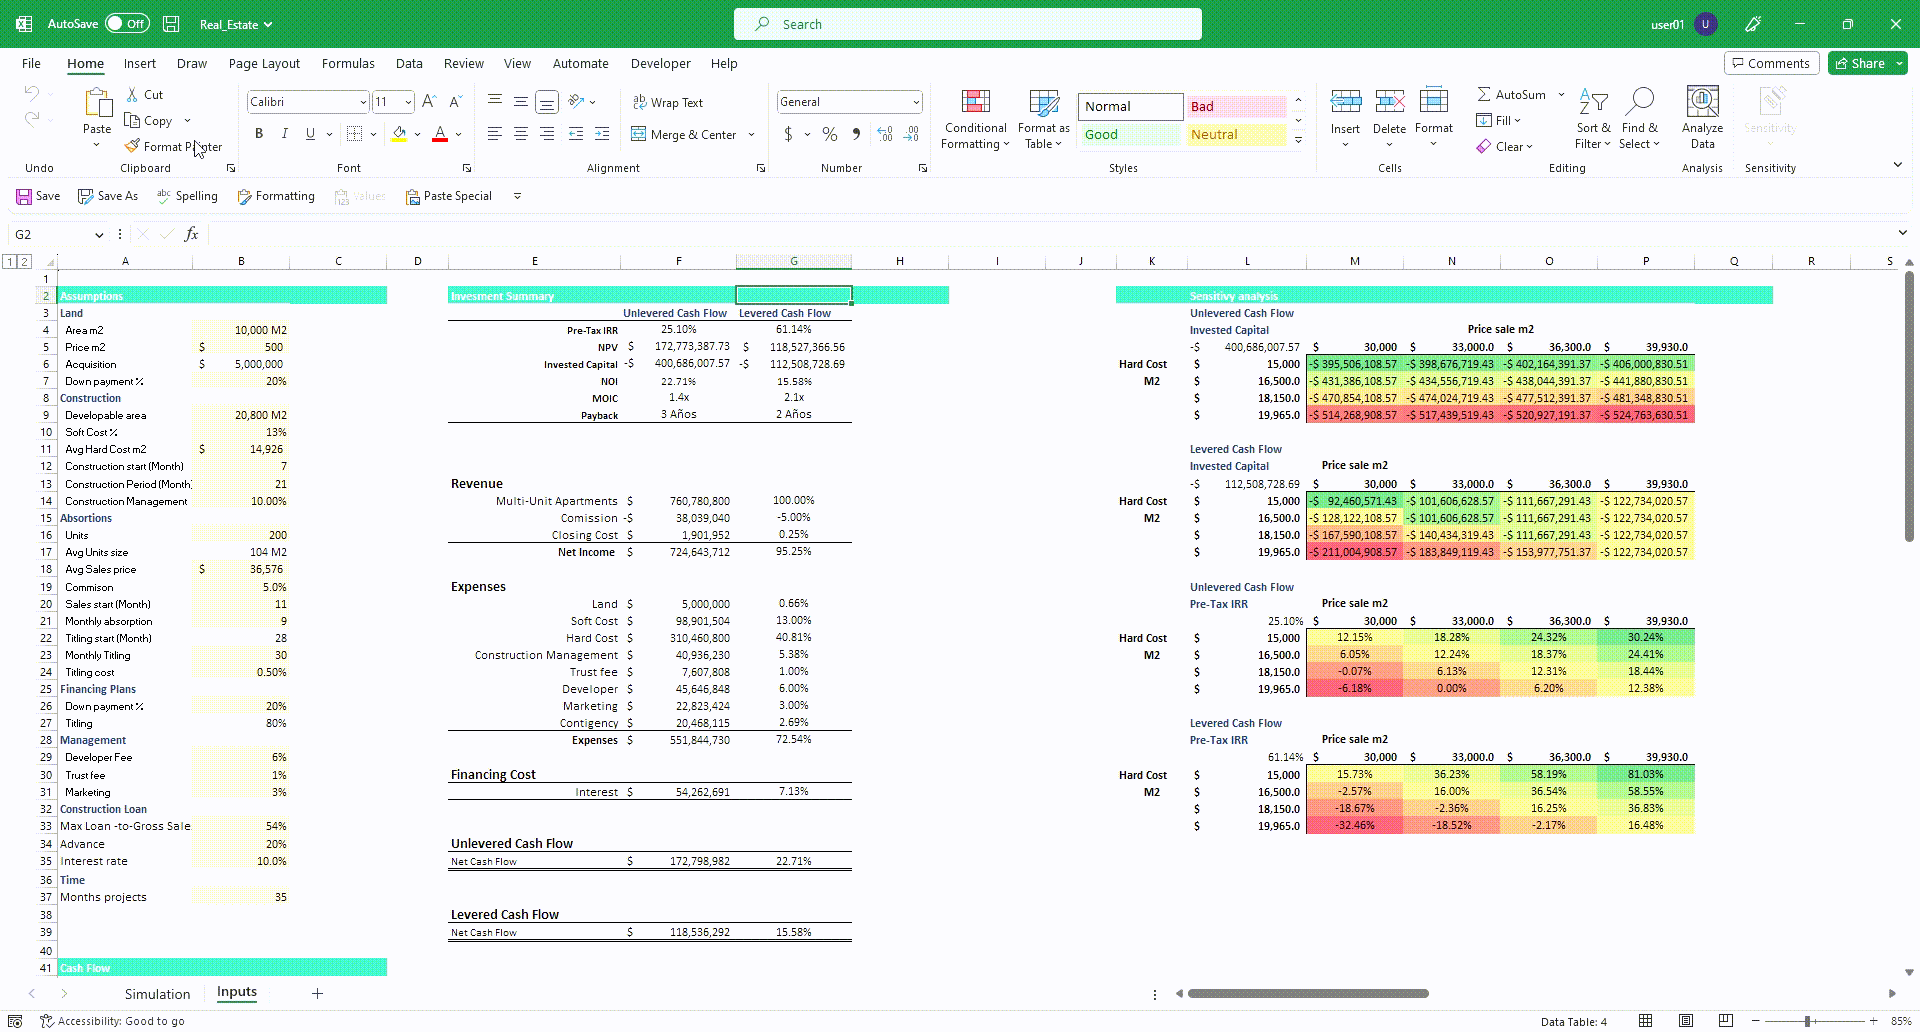 AutoSave Off Real_Estate Search user01 U
File Home Insert Draw Page Layout Formulas Data Review View Automate Developer Help Comments Share
Paste Cut Copy Format Painter
Calibri 11 B I U A
Wrap Text Merge & Center
General $ % 9
Conditional Formatting Format as Table
Normal Bad Good Neutral
Insert Delete Format
AutoSum Fill Clear Sort & Filter Find & Select
Analyze Data Sensitivity
Undo Clipboard Font Alignment Number Styles Cells Editing Analysis Sensitivity
Save Save As Spelling Formatting Values Paste Special
G2 fx
1 2 A B C D E F G H I J K L M N O P Q R S
1
2 Assumptions Invesment Summary Sensitivy analysis
3 Land Unlevered Cash Flow Levered Cash Flow Unlevered Cash Flow
4 Area m2 10,000 M2 Pre-Tax IRR 25.10% 61.14% Invested Capital Price sale m2
5 Price m2 $ 500 NPV $ 172,773,387.73 $ 118,527,366.56 -$ 400,686,007.57 $ 30,000 $ 33,000.0 $ 36,300.0 $ 39,930.0
6 Acquisition $ 5,000,000 Invested Capital -$ 400,686,007.57 -$ 112,508,728.69 Hard Cost $ 15,000 -$ 395,506,108.57 -$ 398,676,719.43 -$ 402,164,391.37 -$ 406,000,830.51
7 Down payment % 20% NOI 22.71% 15.58% M2 $ 16,500.0 -$ 431,386,108.57 -$ 434,556,719.43 -$ 438,044,391.37 -$ 441,880,830.51
8 Construction MOIC 1.4x 2.1x $ 18,150.0 -$ 470,854,108.57 -$ 474,024,719.43 -$ 477,512,391.37 -$ 481,348,830.51
9 Developable area 20,800 M2 Payback 3 Años 2 Años $ 19,965.0 -$ 514,268,908.57 -$ 517,439,519.43 -$ 520,927,191.37 -$ 524,763,630.51
10 Soft Cost % 13%
11 Avg Hard Cost m2 $ 14,926 Levered Cash Flow
12 Construction start (Month) 7 Invested Capital Price sale m2
13 Construction Period (Month) 21 Revenue -$ 112,508,728.69 $ 30,000 $ 33,000.0 $ 36,300.0 $ 39,930.0
14 Construction Management 10.00% Multi-Unit Apartments $ 760,780,800 100.00% Hard Cost $ 15,000 -$ 92,460,571.43 -$ 101,606,628.57 -$ 111,667,291.43 -$ 122,734,020.57
15 Absortions Comission -$ 38,039,040 -5.00% M2 $ 16,500.0 -$ 128,122,108.57 -$ 101,606,628.57 -$ 111,667,291.43 -$ 122,734,020.57
16 Units 200 Closing Cost $ 1,901,952 0.25% $ 18,150.0 -$ 167,590,108.57 -$ 140,434,319.43 -$ 111,667,291.43 -$ 122,734,020.57
17 Avg Units size 104 M2 Net Income $ 724,643,712 95.25% $ 19,965.0 -$ 211,004,908.57 -$ 183,849,119.43 -$ 153,977,751.37 -$ 122,734,020.57
18 Avg Sales price $ 36,576
19 Commison 5.0% Expenses Unlevered Cash Flow
20 Sales start (Month) 11 Land $ 5,000,000 0.66% Pre-Tax IRR Price sale m2
21 Monthly absorption 9 Soft Cost $ 98,901,504 13.00% 25.10% $ 30,000 $ 33,000.0 $ 36,300.0 $ 39,930.0
22 Titling start (Month) 28 Hard Cost $ 310,460,800 40.81% Hard Cost $ 15,000 12.15% 18.28% 24.32% 30.24%
23 Monthly Titling 30 Construction Management $ 40,936,230 5.38% M2 $ 16,500.0 6.05% 12.24% 18.37% 24.41%
24 Titling cost 0.50% Trust fee $ 7,607,808 1.00% $ 18,150.0 -0.07% 6.13% 12.31% 18.44%
25 Financing Plans Developer $ 45,646,848 6.00% $ 19,965.0 -6.18% 0.00% 6.20% 12.38%
26 Down payment % 20% Marketing $ 22,823,424 3.00%
27 Titling 80% Contigency $ 20,468,115 2.69% Levered Cash Flow
28 Management Expenses $ 551,844,730 72.54% Pre-Tax IRR Price sale m2
29 Developer Fee 6% 61.14% $ 30,000 $ 33,000.0 $ 36,300.0 $ 39,930.0
30 Trust fee 1% Financing Cost Hard Cost $ 15,000 15.73% 36.23% 58.19% 81.03%
31 Marketing 3% Interest $ 54,262,691 7.13% M2 $ 16,500.0 -2.57% 16.00% 36.54% 58.55%
32 Construction Loan $ 18,150.0 -18.67% -2.36% 16.25% 36.83%
33 Max Loan -to-Gross Sale 54% $ 19,965.0 -32.46% -18.52% -2.17% 16.48%
34 Advance 20% Unlevered Cash Flow
35 Interest rate 10.0% Net Cash Flow $ 172,798,982 22.71%
36 Time
37 Months projects 35
38 Levered Cash Flow
39 Net Cash Flow $ 118,536,292 15.58%
40
41 Cash Flow
Simulation Inputs +
Accessibility: Good to go Data Table: 4 85%